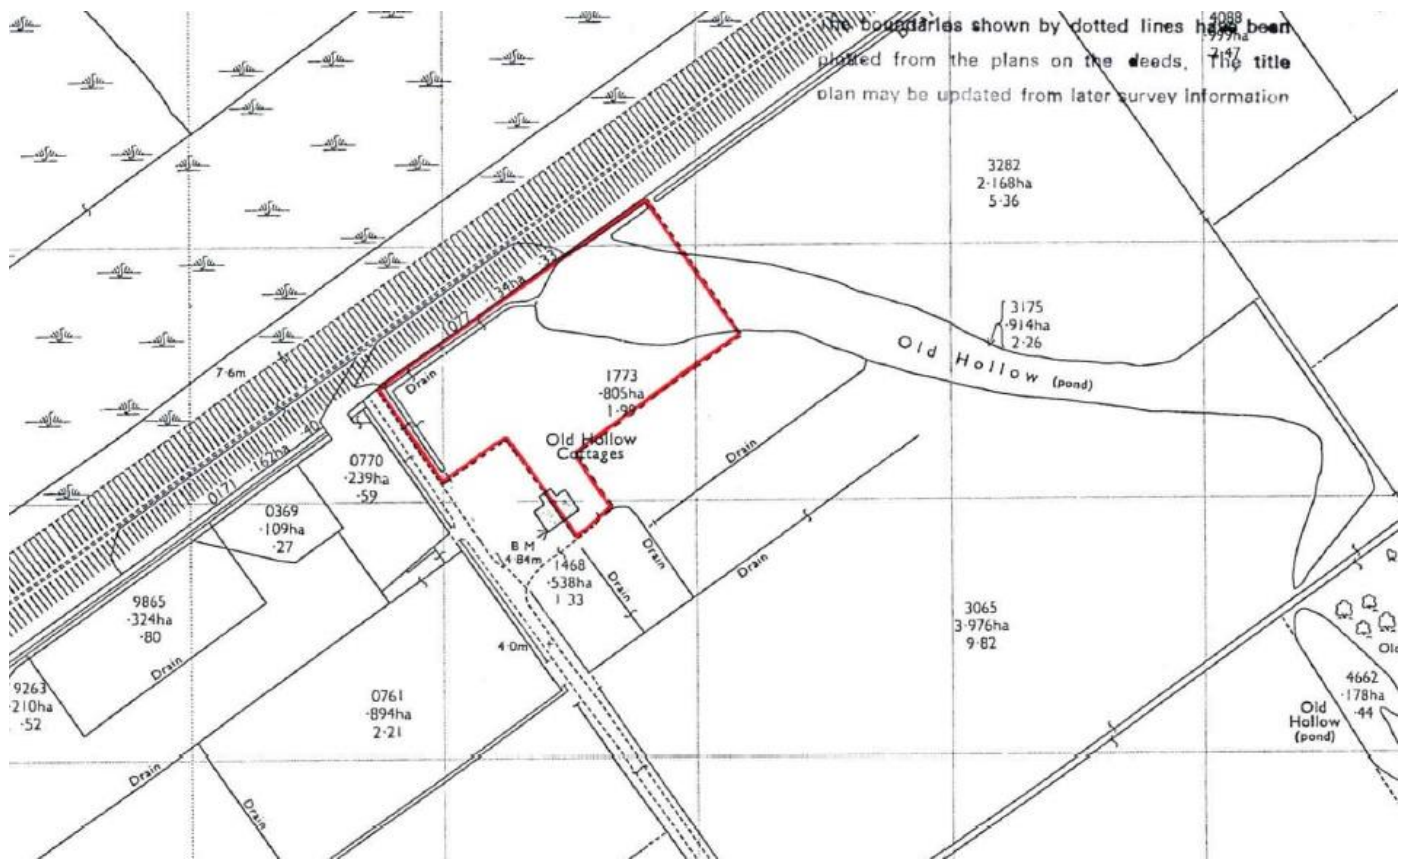 The boundaries shown by dotted lines have been
plotted from the plans on the deeds. The title
plan may be updated from later survey information
4088
·999ha
2·47
3282
2·168ha
5·36
3175
·914ha
2·26
Old Hollow (pond)
1077
·134ha
·33
7·6m
Drain
1773
·805ha
1·99
Old Hollow
Cottages
Drain
0171
·162ha
·40
0770
·239ha
·59
0369
·109ha
·27
B M
4·84m
1468
·538ha
1 33
Drain
Drain
Drain
9865
·324ha
·80
Drain
4·0m
3065
3·976ha
9·82
9263
·210ha
·52
0761
·894ha
2·21
Old
Hollow
(pond)
4662
·178ha
·44
Drain
Drain